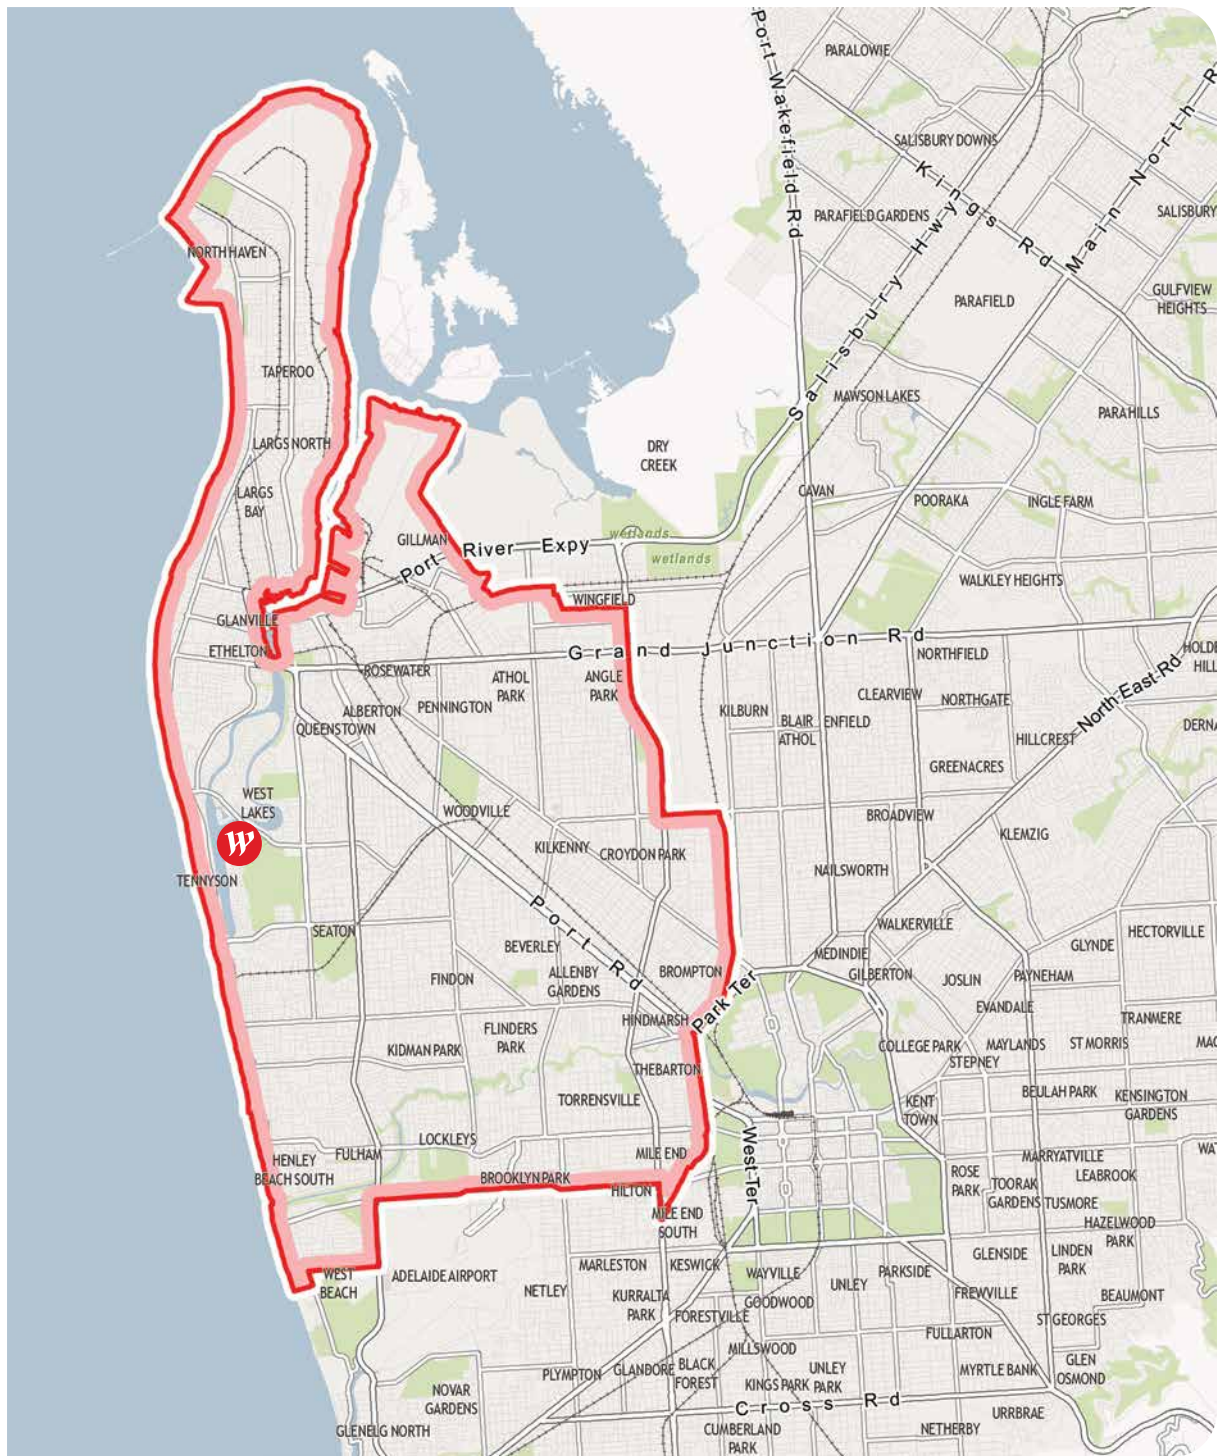 PARALOWIE
Port Wakefield Rd
SALISBURY DOWNS
Kings Rd
Main North R
PARAFIELD GARDENS
SALISBURY
Salisbury Hwy
NORTH HAVEN
PARAFIELD
GULFVIEW
HEIGHTS
TAPEROO
MAWSON LAKES
PARA HILLS
LARGS NORTH
DRY
CREEK
LARGS
BAY
CAVAN
POORAKA
INGLE FARM
GILLMAN
Port River Expy
wetlands
wetlands
WALKLEY HEIGHTS
WINGFIELD
GLANVILLE
ETHELTON
Grand Junction Rd
NORTHFIELD
HOLDE
HILL
ROSEWATER
ATHOL
PARK
ANGLE
PARK
CLEARVIEW
NORTHGATE
North East Rd
ALBERTON
PENNINGTON
KILBURN
BLAIR
ATHOL
ENFIELD
QUEENSTOWN
HILLCREST
DERNA
GREENACRES
WEST
LAKES
WOODVILLE
BROADVIEW
KLEMZIG
W
KILKENNY
CROYDON PARK
TENNYSON
NAILSWORTH
Port Rd
SEATON
WALKERVILLE
HECTORVILLE
BEVERLEY
MEDINDIE
GLYNDE
FINDON
ALLENBY
GARDENS
BROMPTON
GILBERTON
JOSLIN
PAYNEHAM
Park Ter
EVANDALE
HINDMARSH
TRANMERE
FLINDERS
PARK
KIDMAN PARK
COLLEGE PARK
MAYLANDS
ST MORRIS
MAG
STEPNEY
THEBARTON
BEULAH PARK
KENSINGTON
GARDENS
TORRENSVILLE
KENT
TOWN
LOCKLEYS
West Ter
FULHAM
MILE END
MARRYATVILLE
WAT
HENLEY
BEACH SOUTH
BROOKLYN PARK
HILTON
ROSE
PARK
TOORAK
GARDENS
LEABROOK
TUSMORE
MILE END
SOUTH
HAZELWOOD
PARK
GLENSIDE
LINDEN
PARK
WEST
BEACH
ADELAIDE AIRPORT
MARLESTON
KESWICK
WAYVILLE
PARKSIDE
NETLEY
UNLEY
FREWVILLE
BEAUMONT
KURRALTA
PARK
GOODWOOD
FORESTVILLE
ST GEORGES
FULLARTON
MILLSWOOD
GLEN
OSMOND
PLYMPTON
GLANDORE
BLACK
FOREST
UNLEY
PARK
MYRTLE BANK
KINGS PARK
NOVAR
GARDENS
Cross Rd
URRBRAE
GLENELG NORTH
CUMBERLAND
PARK
NETHERBY